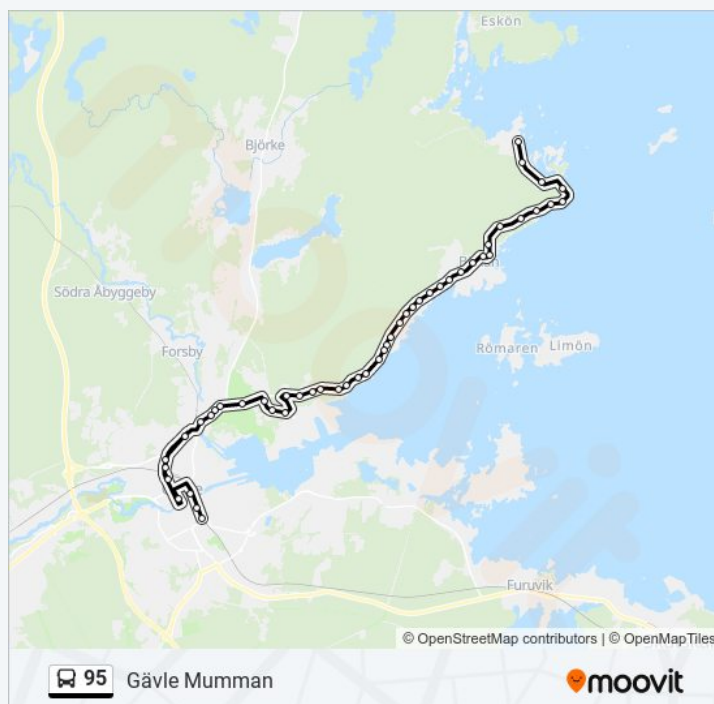 Eskön
Björke
Södra Åbyggeby
Forsby
Römaren
Limön
Furuvik
© OpenStreetMap contributors | © OpenMapTiles
95 Gävle Mumman
moovit